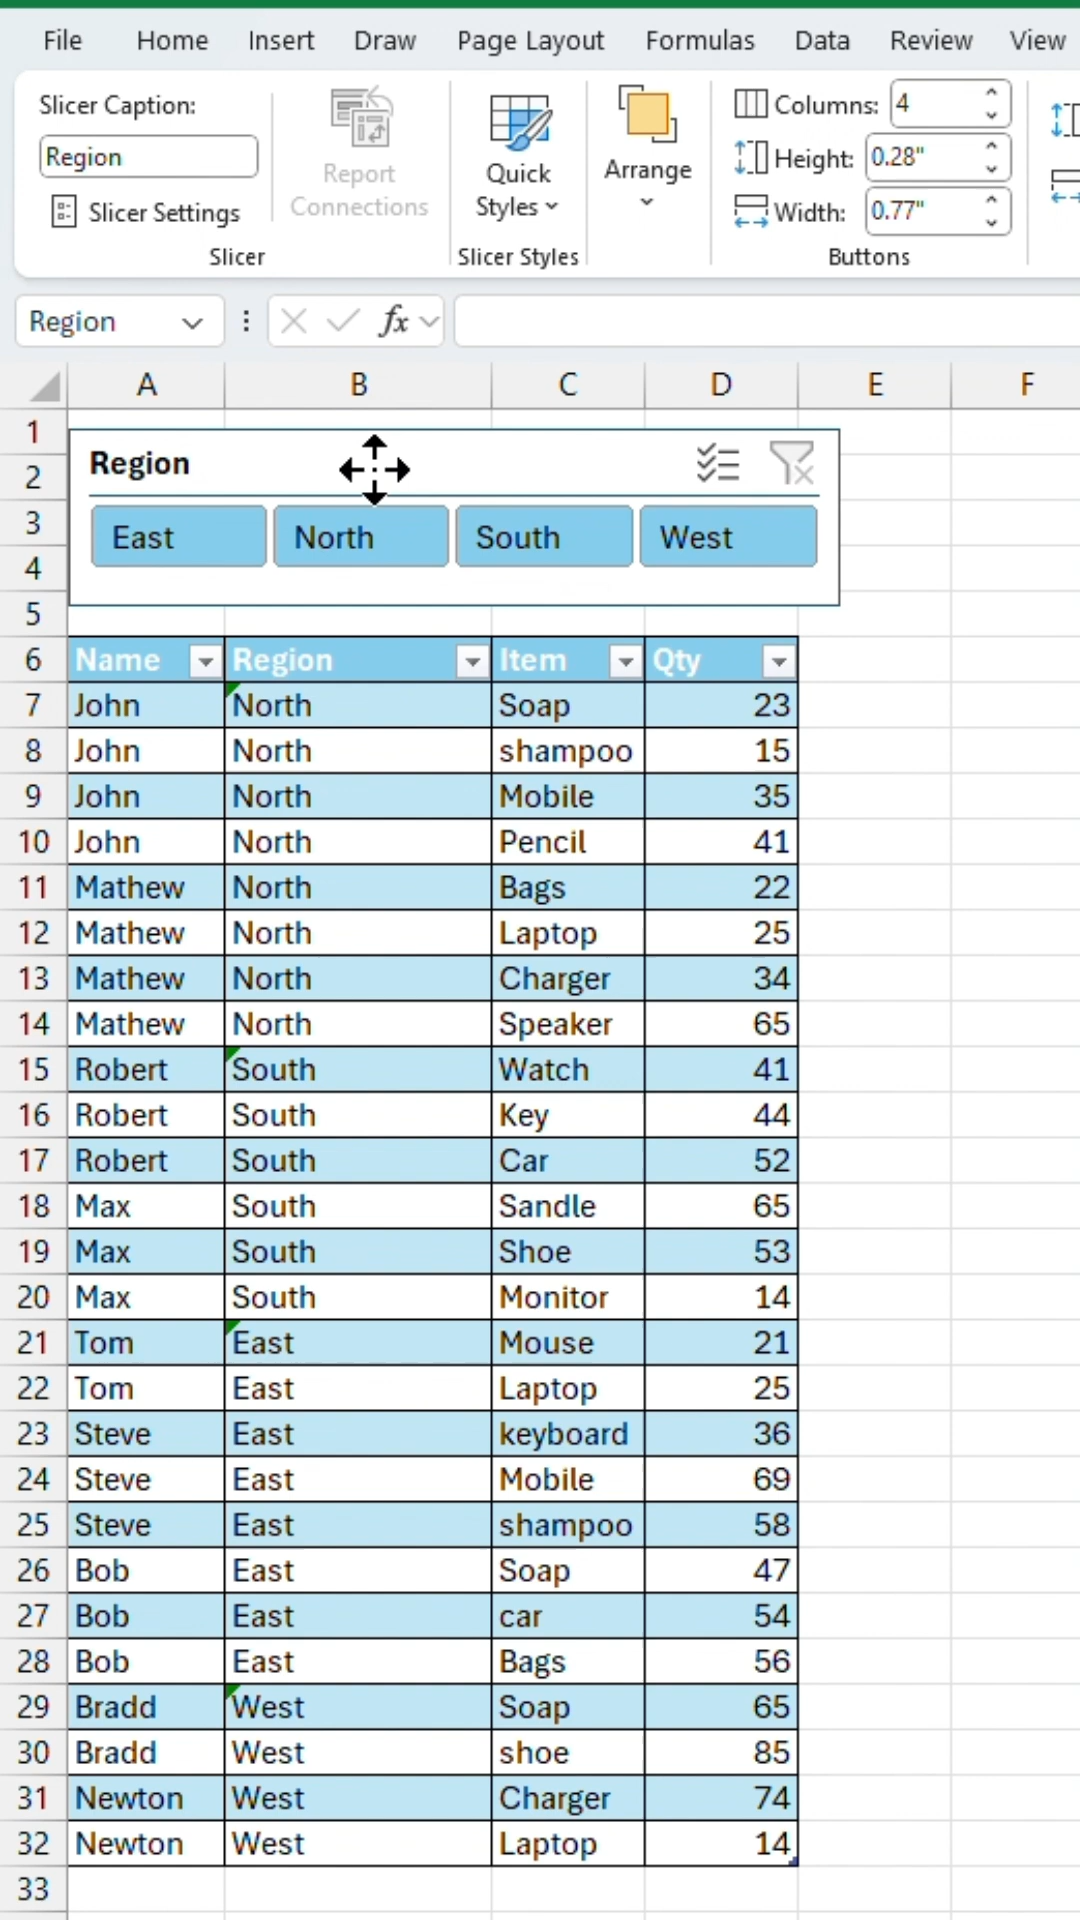 File Home Insert Draw Page Layout Formulas Data Review View
Slicer Caption:
Region
Slicer Settings
Slicer
Report
Connections
Quick
Styles
Slicer Styles
Arrange
Columns: 4
Height: 0.28"
Width: 0.77"
Buttons
Region fx
A B C D E F
1
2
3
4
5
Region
East North South West
6 Name Region Item Qty
7 John North Soap 23
8 John North shampoo 15
9 John North Mobile 35
10 John North Pencil 41
11 Mathew North Bags 22
12 Mathew North Laptop 25
13 Mathew North Charger 34
14 Mathew North Speaker 65
15 Robert South Watch 41
16 Robert South Key 44
17 Robert South Car 52
18 Max South Sandle 65
19 Max South Shoe 53
20 Max South Monitor 14
21 Tom East Mouse 21
22 Tom East Laptop 25
23 Steve East keyboard 36
24 Steve East Mobile 69
25 Steve East shampoo 58
26 Bob East Soap 47
27 Bob East car 54
28 Bob East Bags 56
29 Bradd West Soap 65
30 Bradd West shoe 85
31 Newton West Charger 74
32 Newton West Laptop 14
33